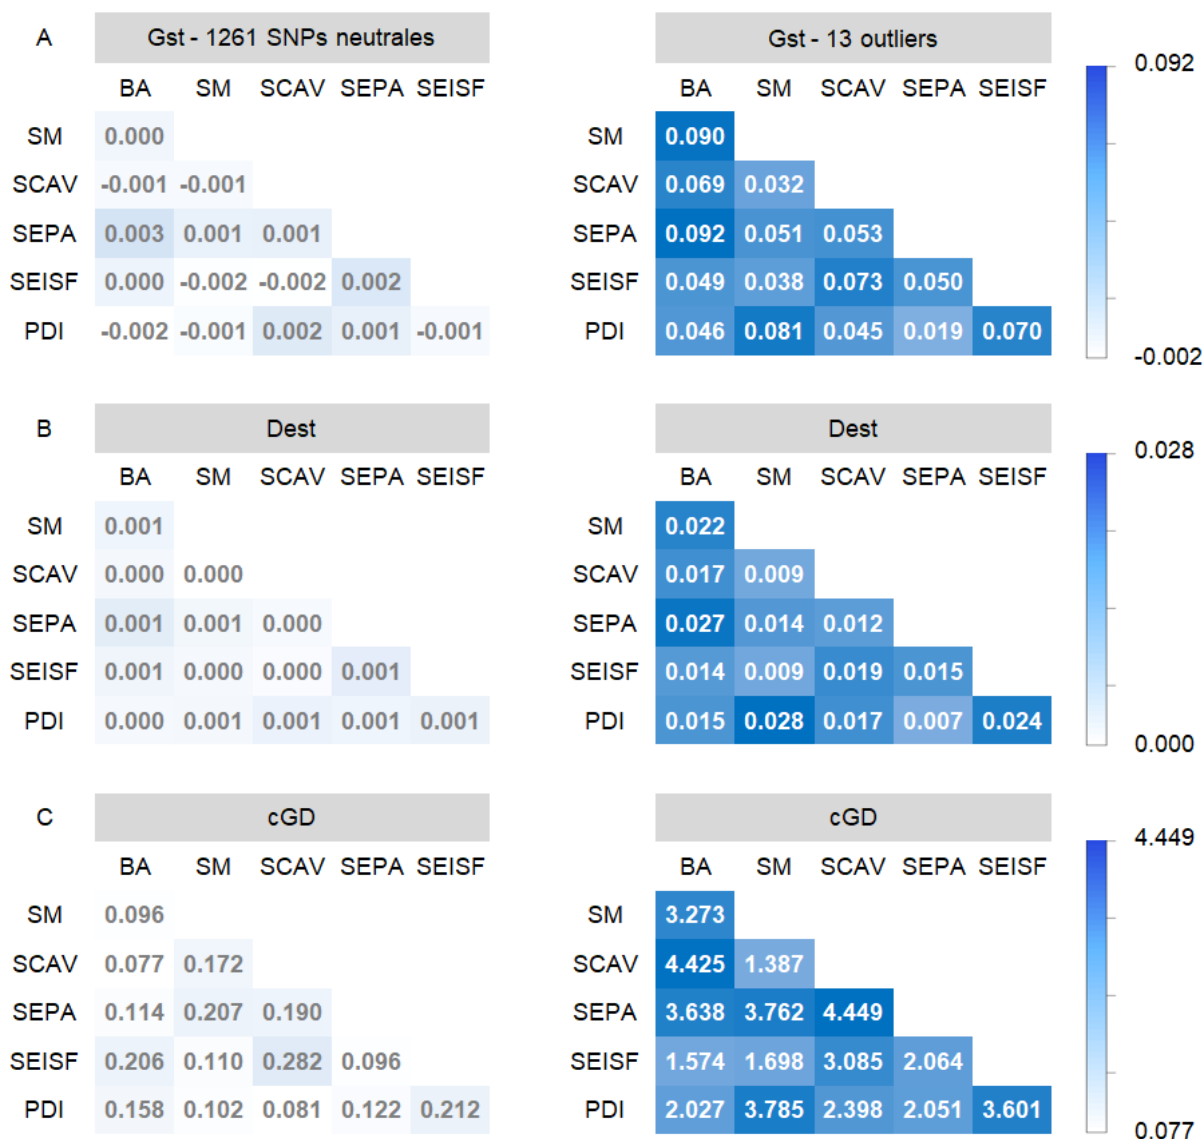 A Gst - 1261 SNPs neutrales Gst - 13 outliers 0.092
BA SM SCAV SEPA SEISF BA SM SCAV SEPA SEISF
SM 0.000 SM 0.090
SCAV -0.001 -0.001 SCAV 0.069 0.032
SEPA 0.003 0.001 0.001 SEPA 0.092 0.051 0.053
SEISF 0.000 -0.002 -0.002 0.002 SEISF 0.049 0.038 0.073 0.050
PDI -0.002 -0.001 0.002 0.001 -0.001 PDI 0.046 0.081 0.045 0.019 0.070
-0.002
B Dest Dest 0.028
BA SM SCAV SEPA SEISF BA SM SCAV SEPA SEISF
SM 0.001 SM 0.022
SCAV 0.000 0.000 SCAV 0.017 0.009
SEPA 0.001 0.001 0.000 SEPA 0.027 0.014 0.012
SEISF 0.001 0.000 0.000 0.001 SEISF 0.014 0.009 0.019 0.015
PDI 0.000 0.001 0.001 0.001 0.001 PDI 0.015 0.028 0.017 0.007 0.024
0.000
C cGD cGD 4.449
BA SM SCAV SEPA SEISF BA SM SCAV SEPA SEISF
SM 0.096 SM 3.273
SCAV 0.077 0.172 SCAV 4.425 1.387
SEPA 0.114 0.207 0.190 SEPA 3.638 3.762 4.449
SEISF 0.206 0.110 0.282 0.096 SEISF 1.574 1.698 3.085 2.064
PDI 0.158 0.102 0.081 0.122 0.212 PDI 2.027 3.785 2.398 2.051 3.601
0.077